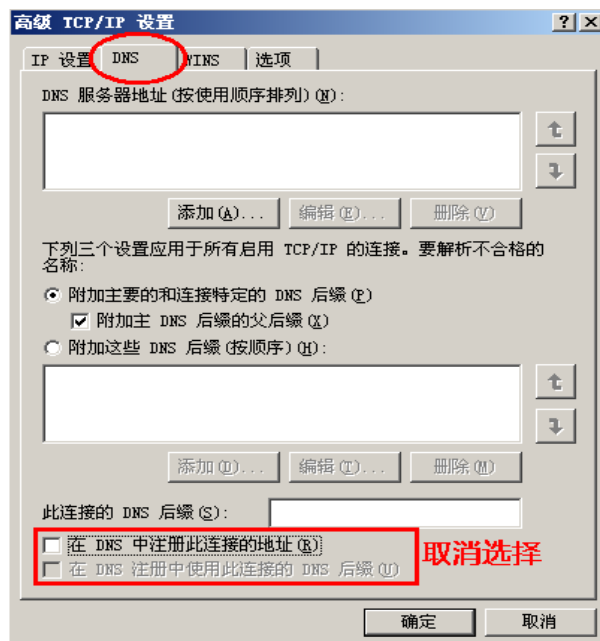 高级 TCP/IP 设置
IP 设置 DNS WINS 选项
DNS 服务器地址(按使用顺序排列)(N):
添加(A)... 编辑(E)... 删除(V)
下列三个设置应用于所有启用 TCP/IP 的连接。要解析不合格的
名称:
附加主要的和连接特定的 DNS 后缀(P)
附加主 DNS 后缀的父后缀(X)
附加这些 DNS 后缀(按顺序)(H):
添加(D)... 编辑(T)... 删除(M)
此连接的 DNS 后缀(S):
在 DNS 中注册此连接的地址(R)
取消选择
在 DNS 注册中使用此连接的 DNS 后缀(U)
确定 取消